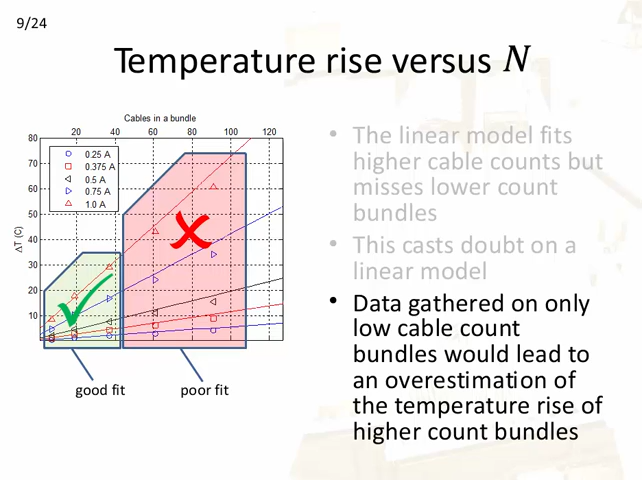 9/24
Temperature rise versus N
Cables in a bundle
20 40 60 80 100 120
80
70
60
50
40
30
20
10
ΔT (C)
0.25 A
0.375 A
0.5 A
0.75 A
1.0 A
good fit
poor fit
• The linear model fits
higher cable counts but
misses lower count
bundles
• This casts doubt on a
linear model
• Data gathered on only
low cable count
bundles would lead to
an overestimation of
the temperature rise of
higher count bundles